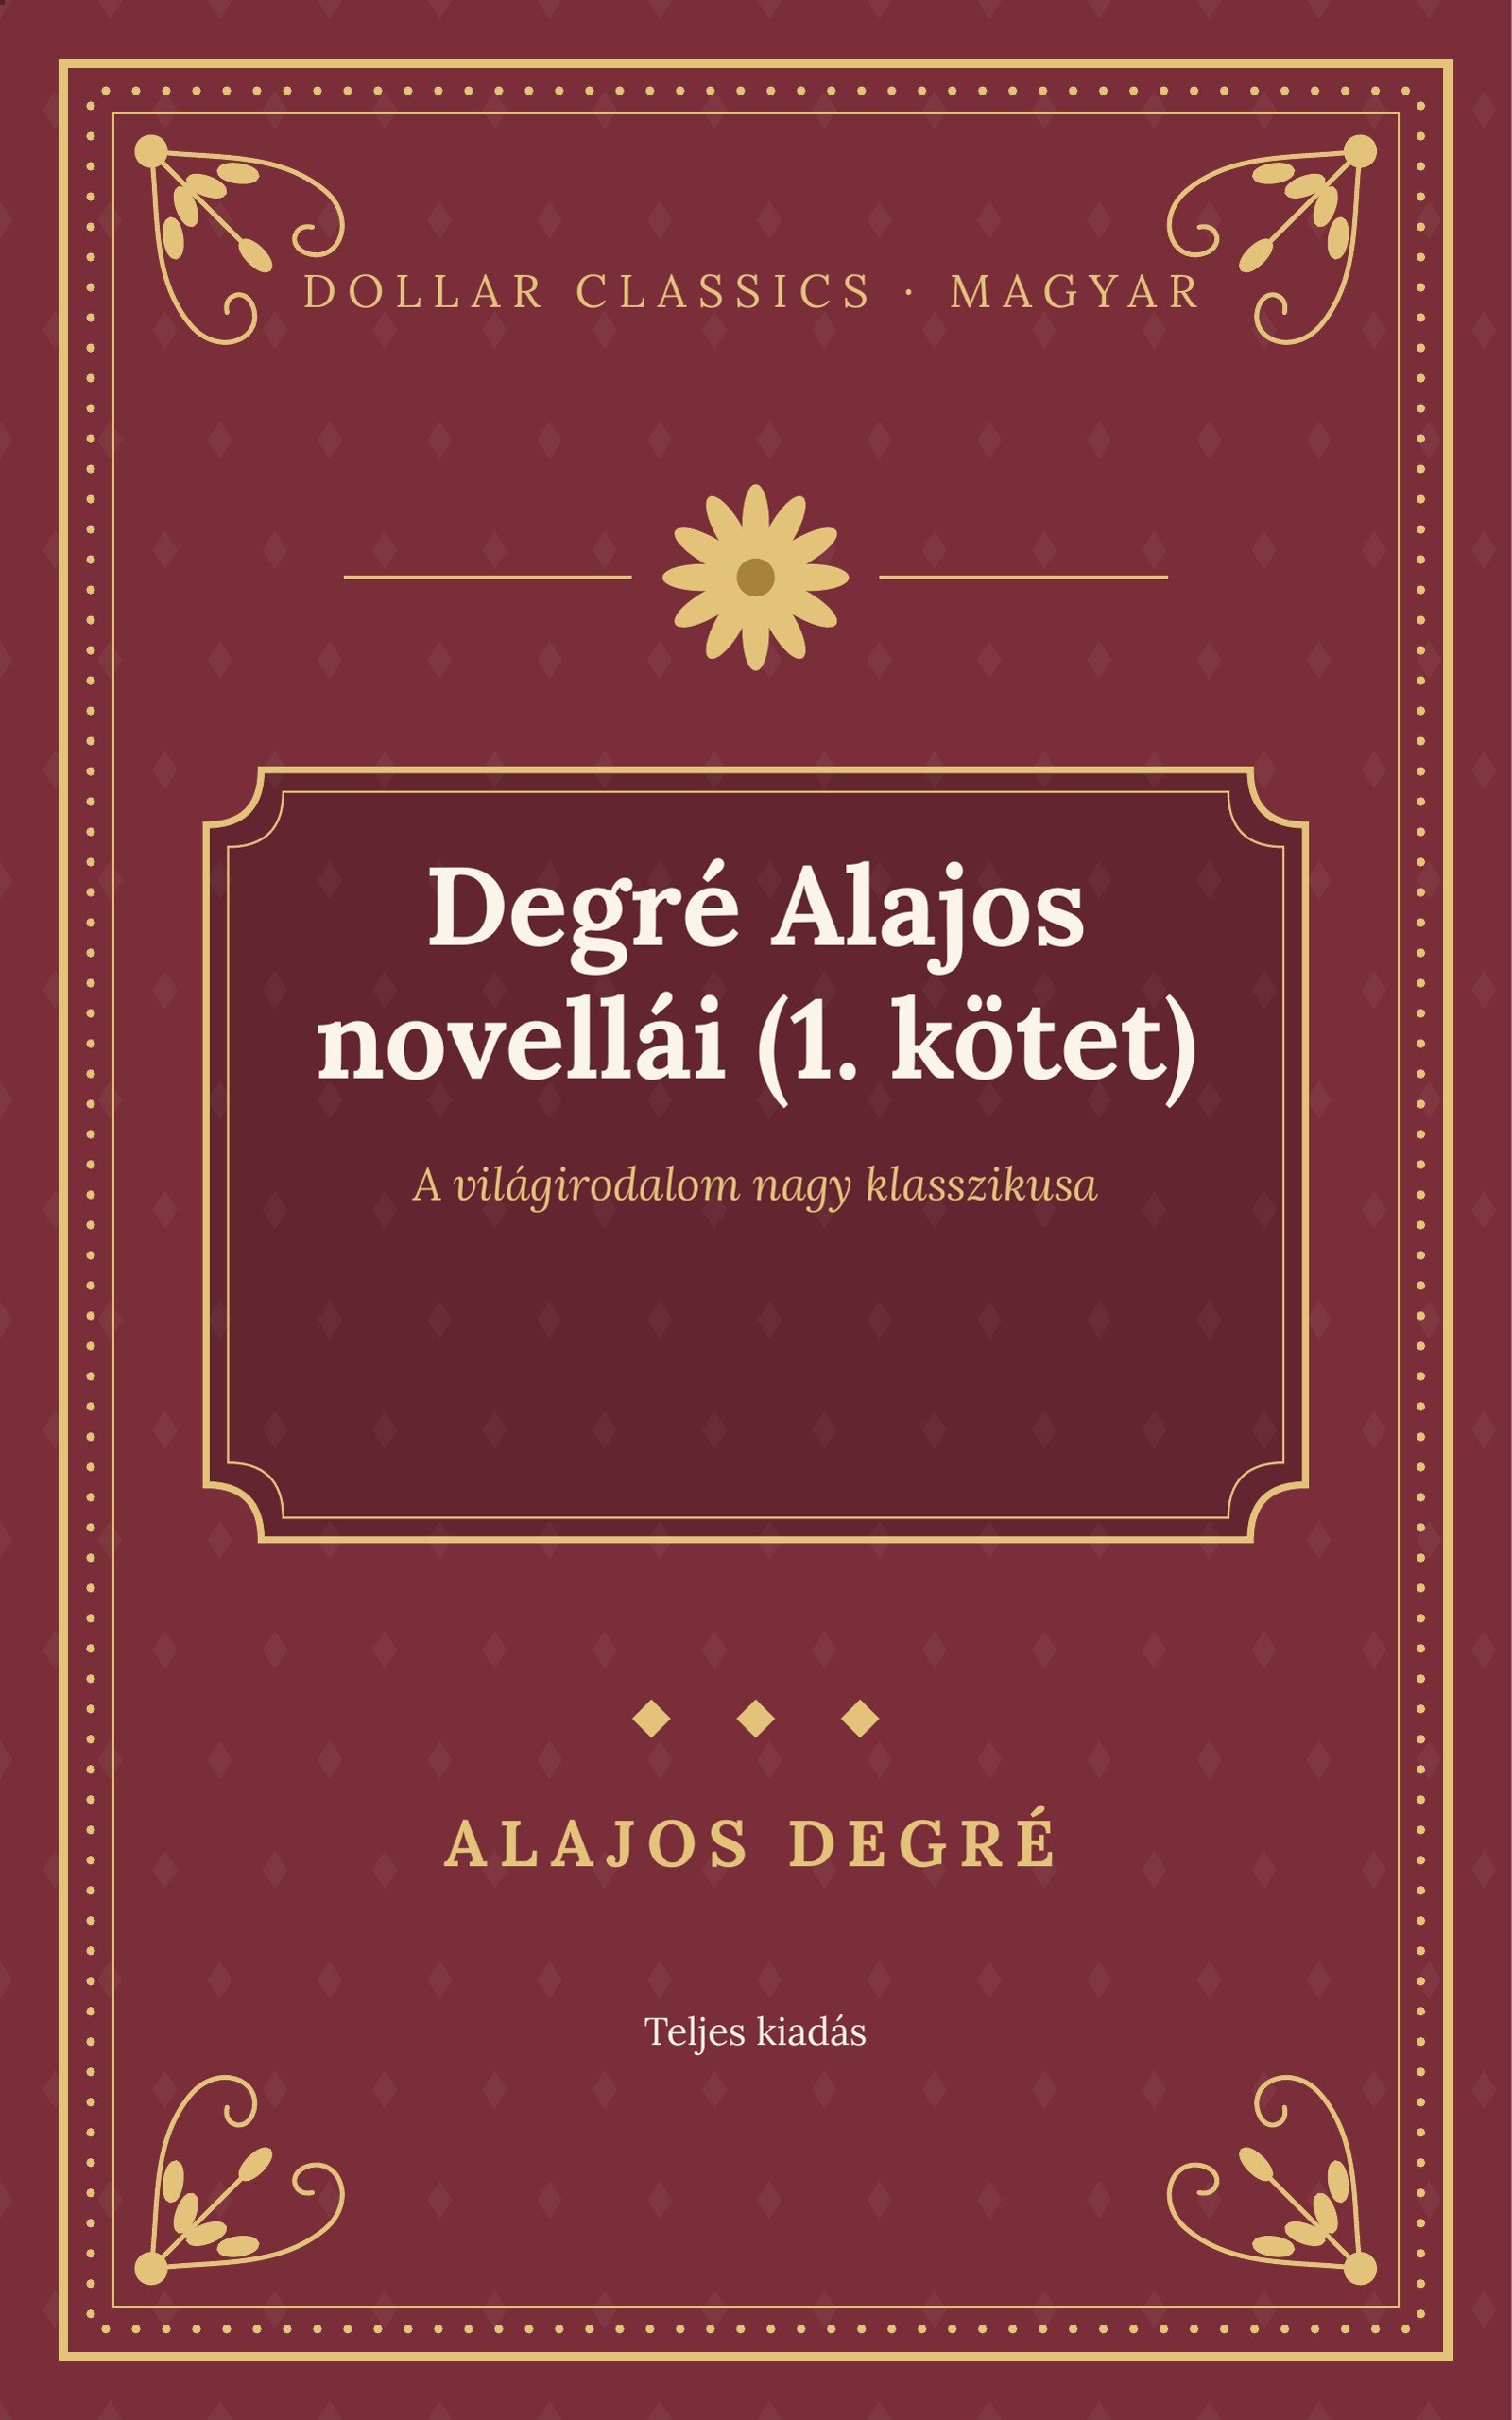 DOLLAR CLASSICS · MAGYAR
Degré Alajos
novellái (1. kötet)
A világirodalom nagy klasszikusa
ALAJOS DEGRÉ
Teljes kiadás